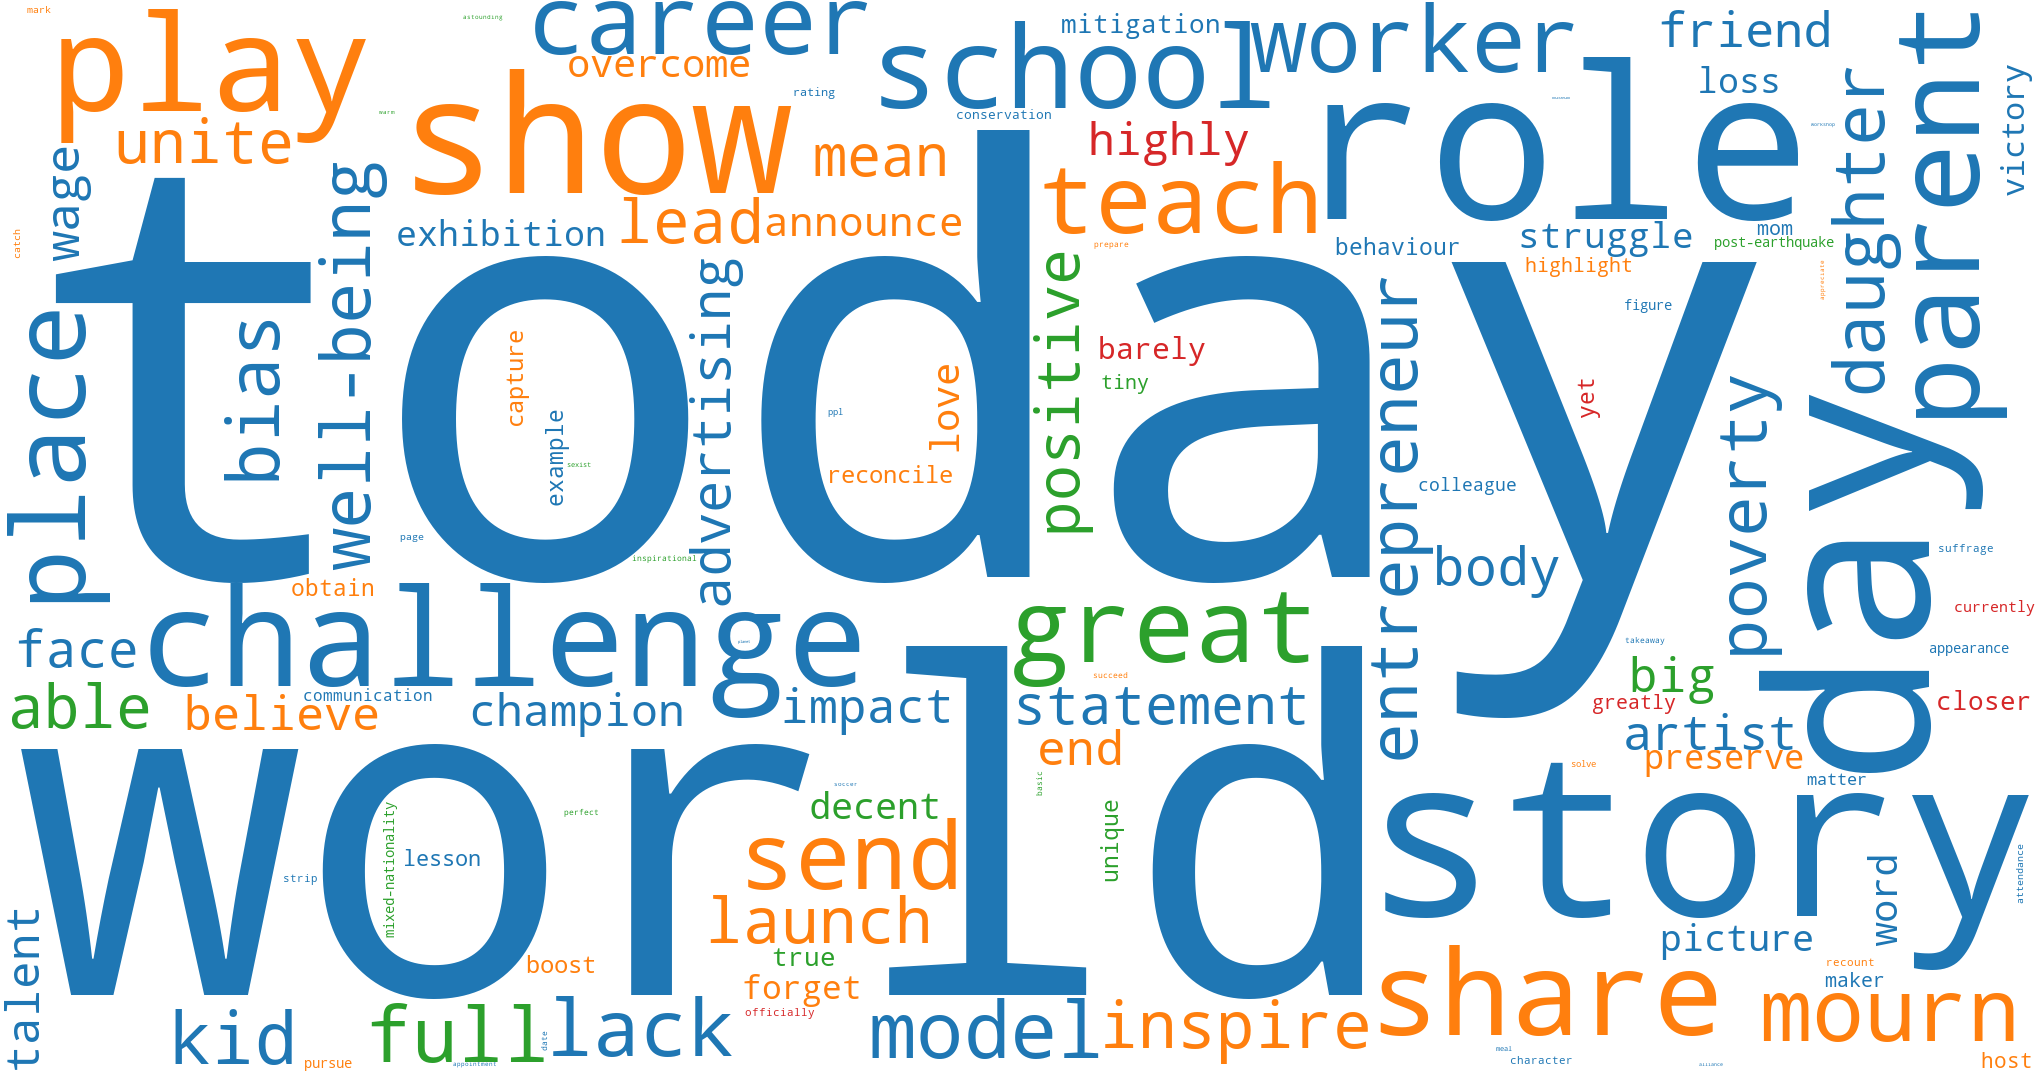 mark
astounding
career
mitigation
worker
friend
play
overcome
school
parent
show
rating
role
loss
victory
warm
conservation
workshop
unite
highly
daughter
wage
mean
teach
well-being
lead
announce
exhibition
behaviour
struggle
mom
post-earthquake
catch
prepare
highlight
today
place
bias
advertising
positive
entrepreneur
appreciate
figure
capture
barely
tiny
love
yet
poverty
day
example
ppl
sexist
reconcile
colleague
page
inspirational
body
suffrage
obtain
challenge
great
currently
face
takeaway
appearance
able
believe
communication
champion
impact
statement
succeed
big
greatly
closer
artist
end
preserve
world
solve
matter
basic
soccer
story
decent
unique
perfect
mixed-nationality
lesson
send
strip
word
attendance
talent
launch
picture
true
boost
forget
share
recount
maker
mourn
officially
kid
full
lack
model
inspire
date
pursue
appointment
meal
character
alliance
host